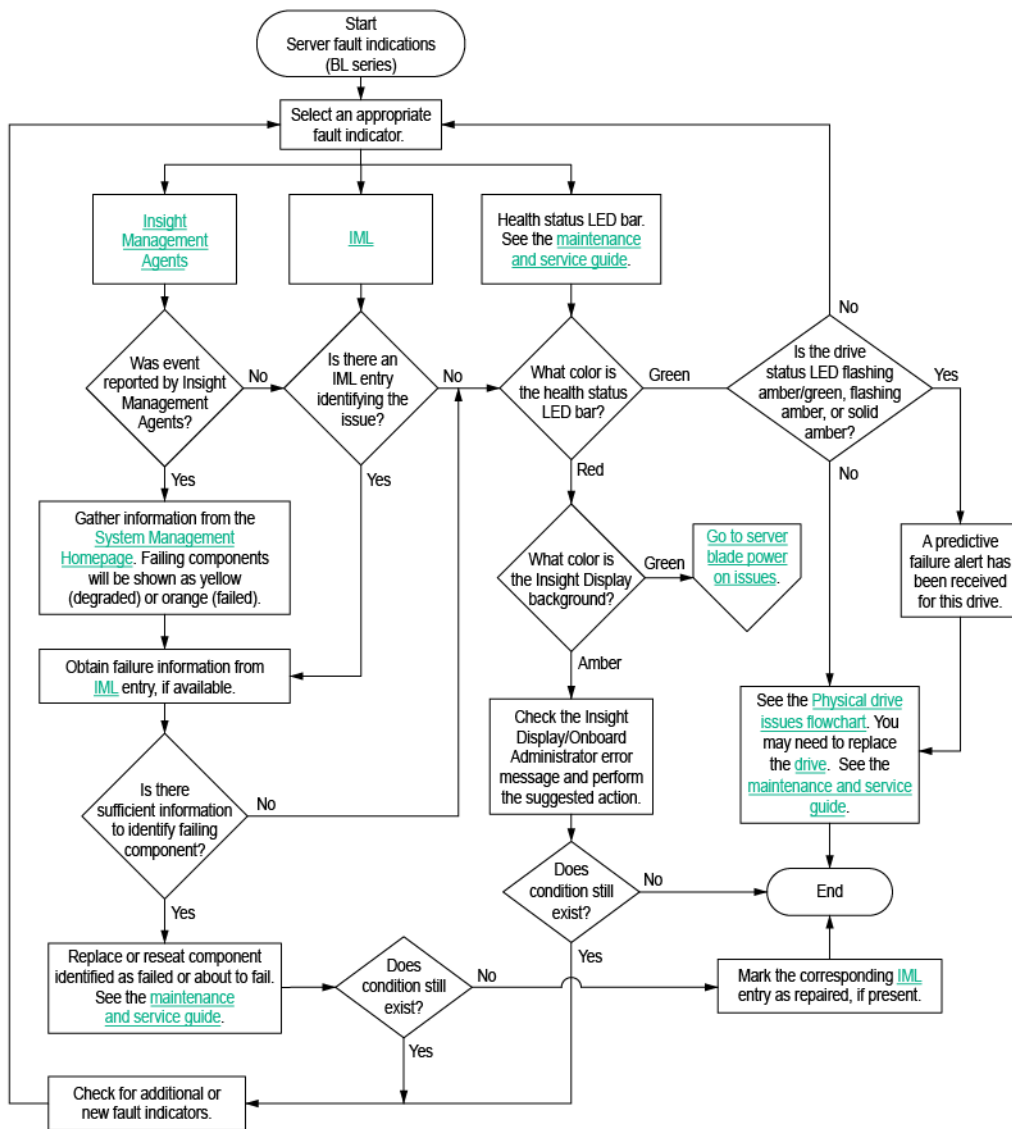 Start
Server fault indications
(BL series)
Select an appropriate
fault indicator.
Insight
Management
Agents
IML
Health status LED bar.
See the maintenance
and service guide.
Was event
reported by Insight
Management
Agents?
No
Yes
Is there an
IML entry
identifying the
issue?
No
Yes
What color is
the health status
LED bar?
Green
Red
No
Is the drive
status LED flashing
amber/green, flashing
amber, or solid
amber?
Yes
No
Gather information from the
System Management
Homepage. Failing components
will be shown as yellow
(degraded) or orange (failed).
What color is
the Insight Display
background?
Green
Amber
Go to server
blade power
on issues.
A predictive
failure alert has
been received
for this drive.
Obtain failure information from
IML entry, if available.
Check the Insight
Display/Onboard
Administrator error
message and perform
the suggested action.
See the Physical drive
issues flowchart. You
may need to replace
the drive. See the
maintenance and service
guide.
Is there
sufficient information
to identify failing
component?
No
Yes
Does
condition still
exist?
No
Yes
End
Replace or reseat component
identified as failed or about to fail.
See the maintenance
and service guide.
Does
condition still
exist?
No
Yes
Mark the corresponding IML
entry as repaired, if present.
Check for additional or
new fault indicators.